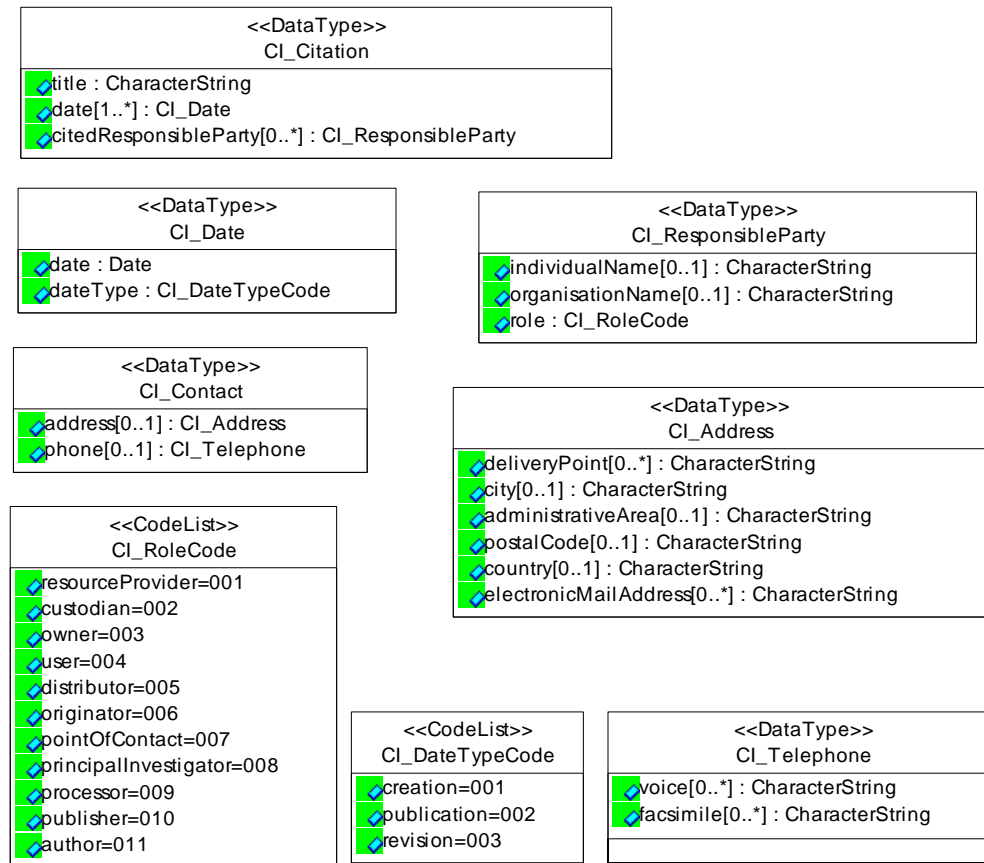 <<DataType>>
CI_Citation
title : CharacterString
date[1..*] : CI_Date
citedResponsibleParty[0..*] : CI_ResponsibleParty
<<DataType>>
CI_Date
date : Date
dateType : CI_DateTypeCode
<<DataType>>
CI_ResponsibleParty
individualName[0..1] : CharacterString
organisationName[0..1] : CharacterString
role : CI_RoleCode
<<DataType>>
CI_Contact
address[0..1] : CI_Address
phone[0..1] : CI_Telephone
<<DataType>>
CI_Address
deliveryPoint[0..*] : CharacterString
city[0..1] : CharacterString
administrativeArea[0..1] : CharacterString
postalCode[0..1] : CharacterString
country[0..1] : CharacterString
electronicMailAddress[0..*] : CharacterString
<<CodeList>>
CI_RoleCode
resourceProvider=001
custodian=002
owner=003
user=004
distributor=005
originator=006
pointOfContact=007
principalInvestigator=008
processor=009
publisher=010
author=011
<<CodeList>>
CI_DateTypeCode
creation=001
publication=002
revision=003
<<DataType>>
CI_Telephone
voice[0..*] : CharacterString
facsimile[0..*] : CharacterString